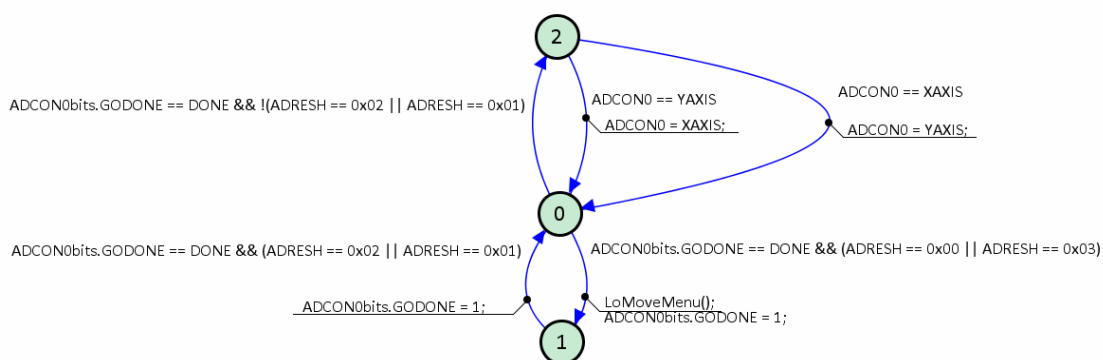 2
ADCON0bits.GODONE == DONE && !(ADRESH == 0x02 || ADRESH == 0x01)
ADCON0 == YAXIS
ADCON0 = XAXIS;
ADCON0 == XAXIS
ADCON0 = YAXIS;
0
ADCON0bits.GODONE == DONE && (ADRESH == 0x02 || ADRESH == 0x01)
ADCON0bits.GODONE == DONE && (ADRESH == 0x00 || ADRESH == 0x03)
ADCON0bits.GODONE = 1;
LoMoveMenu();
ADCON0bits.GODONE = 1;
1